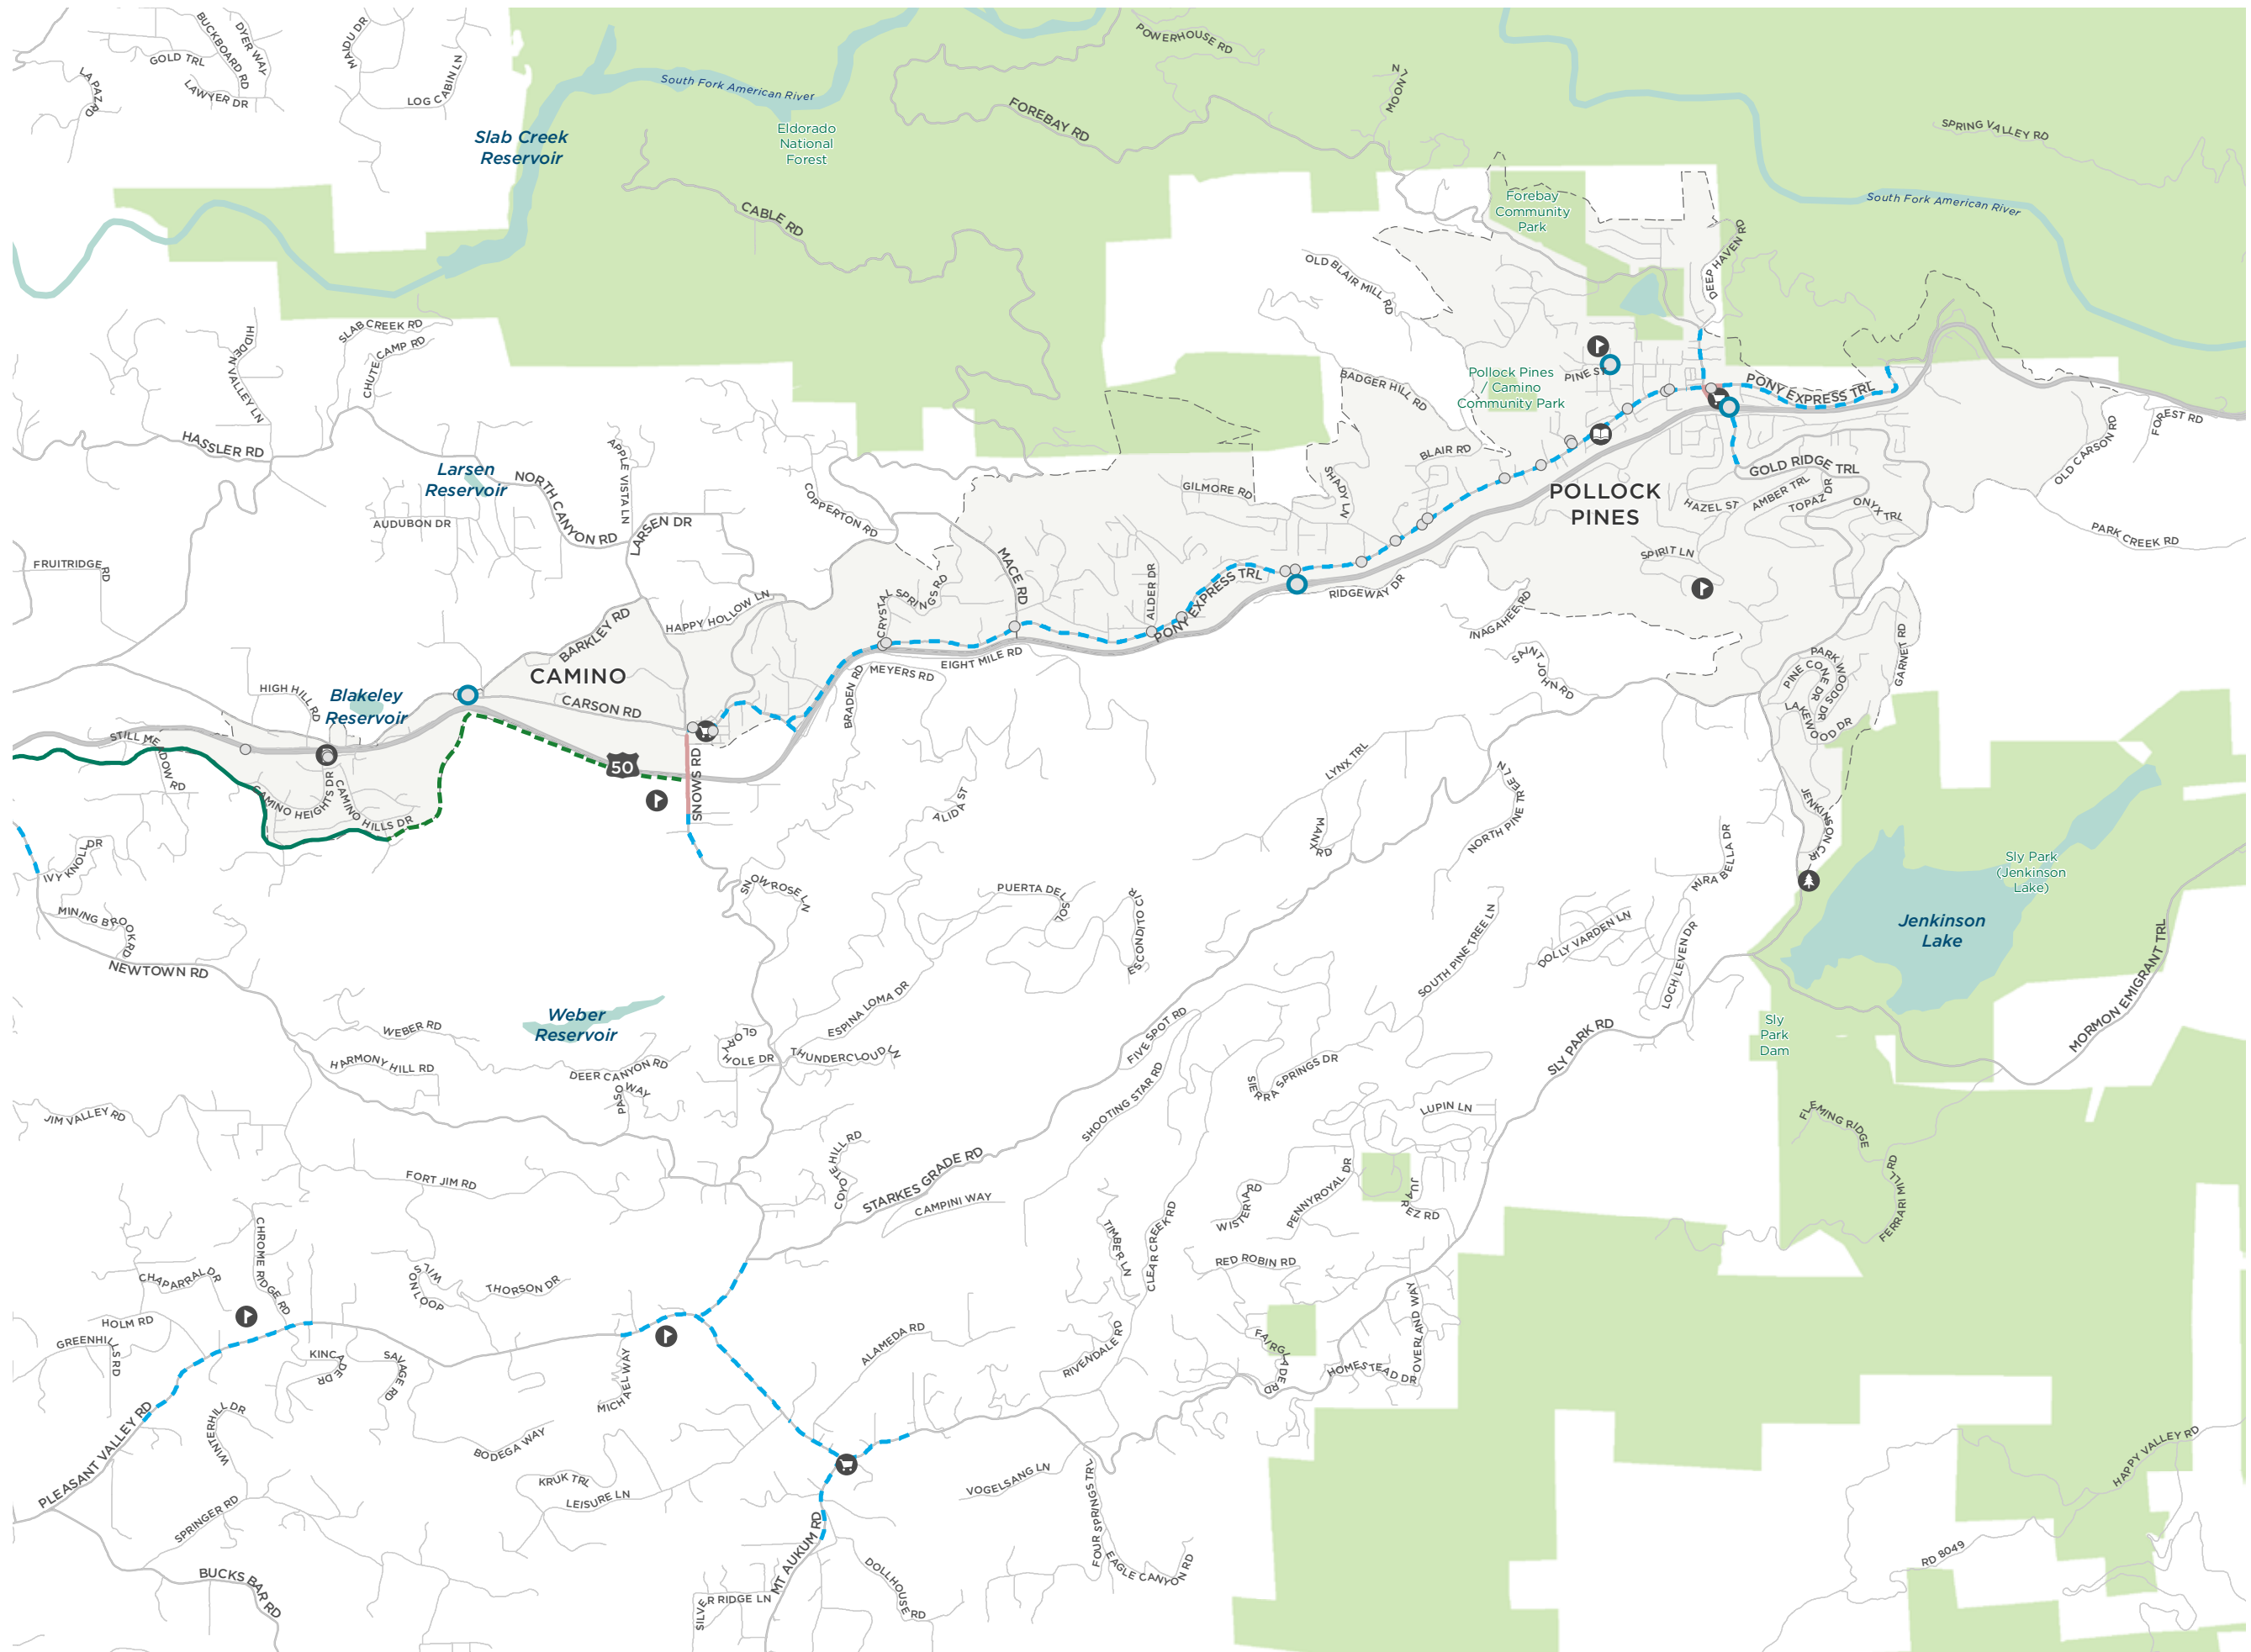 BUCKBOARD RD
DYER WAY
MAIDU DR
GOLD TRL
LA PAZ RD
LAWYER DR
LOG CABIN LN
POWERHOUSE RD
South Fork American River
N MOON LN
FOREBAY RD
Slab Creek
Reservoir
Eldorado
National
Forest
SPRING VALLEY RD
South Fork American River
CABLE RD
Forebay
Community
Park
DEEP HAVEN RD
OLD BLAIR MILL RD
HIDDEN VALLEY LN
SLAB CREEK RD
CHUTE CAMP RD
PINE ST
Pollock Pines
/ Camino
Community Park
BADGER HILL RD
PONY EXPRESS TRL
FOREST RD
OLD CARSON RD
HASSLER RD
Larsen
Reservoir
NORTH CANYON RD
APPLE VISTA LN
AUDUBON DR
LARSEN DR
COPPERTON RD
GILMORE RD
SHADY LN
BLAIR RD
POLLOCK
PINES
GOLD RIDGE TRL
HAZEL ST
AMBER TRL
TOPAZ DR
ONYX TRL
PARK CREEK RD
SPIRIT LN
FRUITRIDGE RD
MACE RD
CRYSTAL SPRINGS RD
ALDER DR
PONY EXPRESS TRL
RIDGEWAY DR
INAGAHEE RD
HAPPY HOLLOW LN
BARKLEY RD
CAMINO
CARSON RD
MEYERS RD
EIGHT MILE RD
BRADEN RD
SAINT JOHN RD
PARK WOODS DR
PINE CONE DR
LAKEWOOD DR
GARNET RD
HIGH HILL RD
Blakeley
Reservoir
STILL MEADOW RD
50
SNOWS RD
CAMINO HEIGHTS DR
CAMINO HILLS DR
ALIDA ST
LYNX TRL
MANX RD
NORTH PINE TREE LN
JENKINSON CIR
IVY KNOLL DR
MIRA BELLA DR
Sly Park
(Jenkinson
Lake)
Jenkinson
Lake
SNOWROSE LN
PUERTA DEL SOL
ESCONDITO CIR
MINING BROOK RD
NEWTOWN RD
DOLLY VARDEN LN
LOCH LEVEN DR
SOUTH PINE TREE LN
MORMON EMIGRANT TRL
Weber
Reservoir
ESPINA LOMA DR
WEBER RD
HARMONY HILL RD
DEER CANYON RD
PASO WAY
GLORY HOLE DR
THUNDERCLOUD LN
FIVE SPOT RD
SHOOTING STAR RD
SIERRA SPRINGS DR
SLY PARK RD
Sly
Park
Dam
JIM VALLEY RD
LUPIN LN
FLEMING RIDGE
FERRARI MILL RD
FORT JIM RD
COYOTE HILL RD
STARKES GRADE RD
CAMPINI WAY
WISTERIA RD
PENNYROYAL DR
JUAREZ RD
TIMBER LN
CLEAR CREEK RD
RED ROBIN RD
CHROME RIDGE RD
CHAPARRAL DR
WILSON LOOP
THORSON DR
HOLM RD
GREENHILLS RD
KINCADE DR
SAVAGE RD
MICHAEL WAY
ALAMEDA RD
RIVENDALE RD
FAIRGLADE RD
HOMESTEAD DR
OVERLAND WAY
PLEASANT VALLEY RD
WINTERHILL DR
BODEGA WAY
KRUK TRL
LEISURE LN
VOGELSANG LN
FOUR SPRINGS TRL
EAGLE CANYON RD
HAPPY VALLEY RD
SPRINGER RD
BUCKS BAR RD
MT AUKUM RD
SILVER RIDGE LN
DOLLHOUSE RD
RD 8049